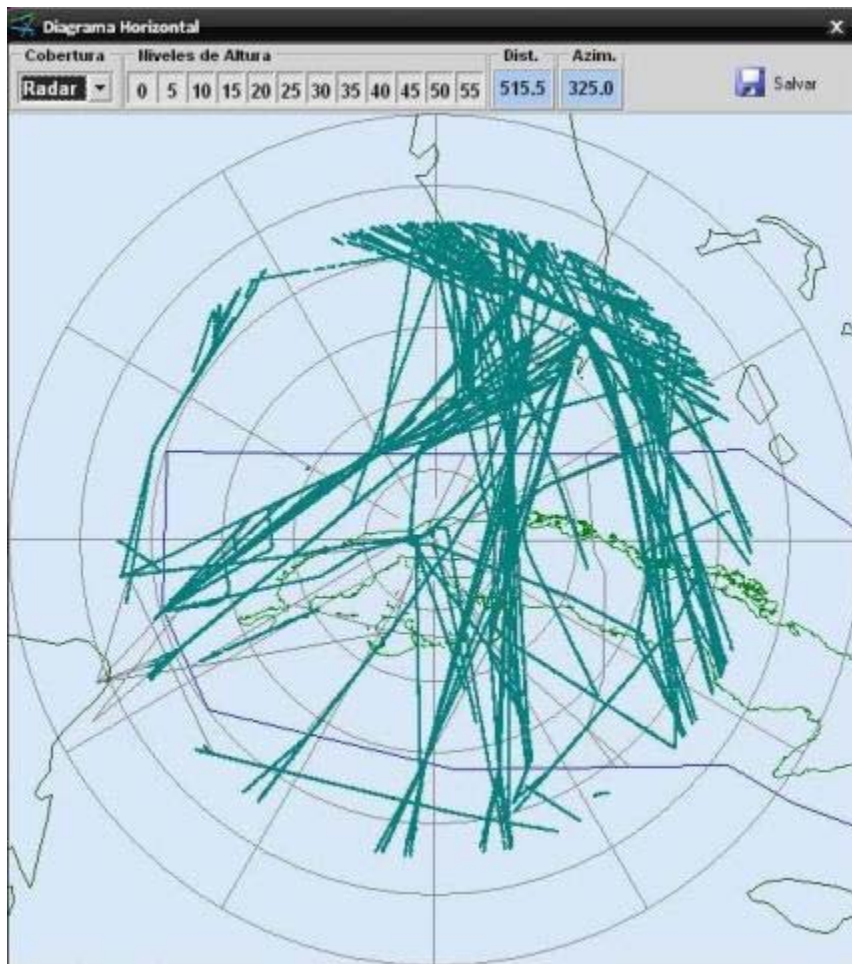 Diagrama Horizontal
x
Cobertura
Niveles de Altura
Dist.
Azim.
Radar
0 5 10 15 20 25 30 35 40 45 50 55
515.5
325.0
Salvar